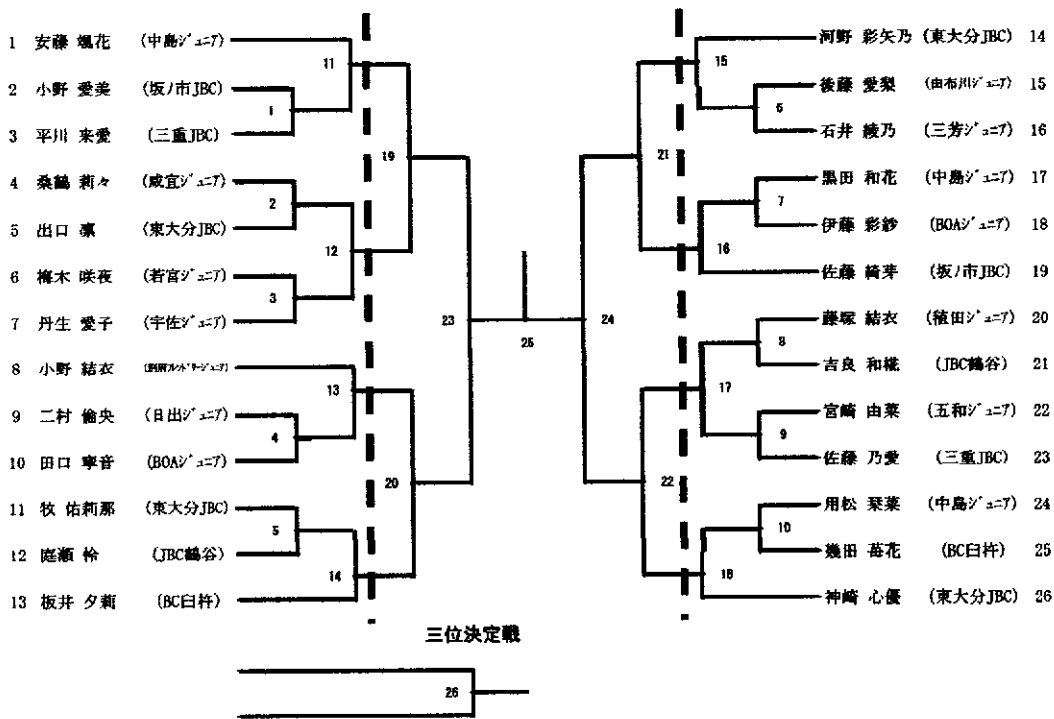 1 安藤 颯花 (中島ジュニア)
2 小野 愛美 (坂ノ市JBC)
3 平川 来愛 (三重JBC)
4 桑鶴 莉々 (咸宜ジュニア)
5 出口 凛 (東大分JBC)
6 梅木 咲夜 (若宮ジュニア)
7 丹生 愛子 (宇佐ジュニア)
8 小野 結衣
9 二村 倫央 (日出ジュニア)
10 田口 寧音 (BOAジュニア)
11 牧 佑莉那 (東大分JBC)
12 庭瀬 怜 (JBC鶴谷)
13 板井 夕莉 (BC臼杵)
11
1
19
2
12
3
23
13
4
20
5
14
25
24
15
6
21
7
16
8
17
9
22
10
18
河野 彩矢乃 (東大分JBC) 14
後藤 愛梨 (由布川ジュニア) 15
石井 綾乃 (三芳ジュニア) 16
黒田 和花 (中島ジュニア) 17
伊藤 彩紗 (BOAジュニア) 18
佐藤 綺芽 (坂ノ市JBC) 19
藤塚 結衣 (稙田ジュニア) 20
吉良 和椛 (JBC鶴谷) 21
宮崎 由菜 (五和ジュニア) 22
佐藤 乃愛 (三重JBC) 23
用松 栞菜 (中島ジュニア) 24
幾田 苺花 (BC臼杵) 25
神崎 心優 (東大分JBC) 26
三位決定戦
26